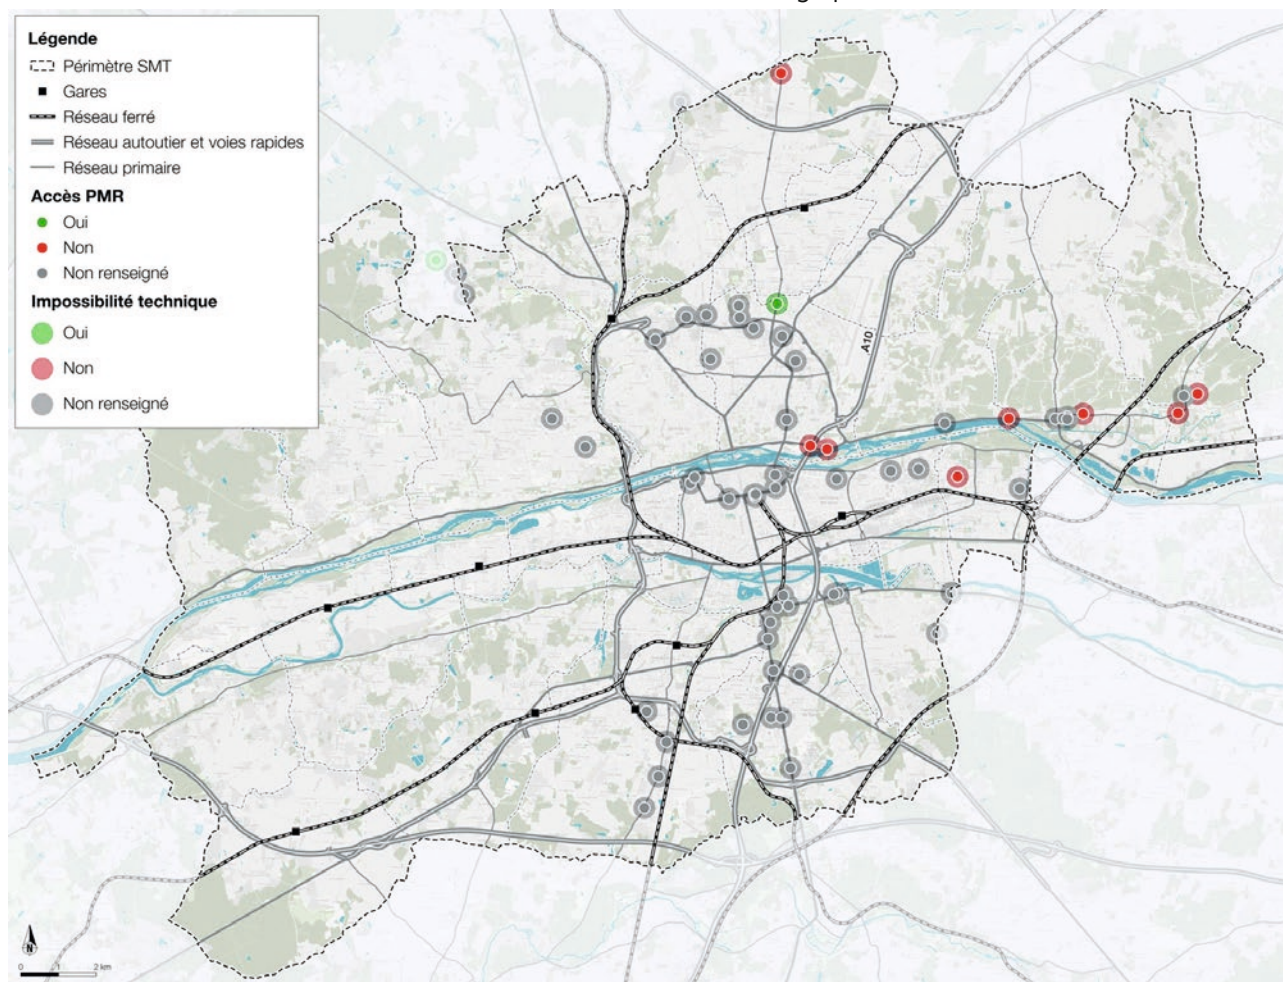 Légende
Périmètre SMT
Gares
Réseau ferré
Réseau autoutier et voies rapides
Réseau primaire
Accès PMR
Oui
Non
Non renseigné
Impossibilité technique
Oui
Non
Non renseigné
A10
N
0 1 2 km